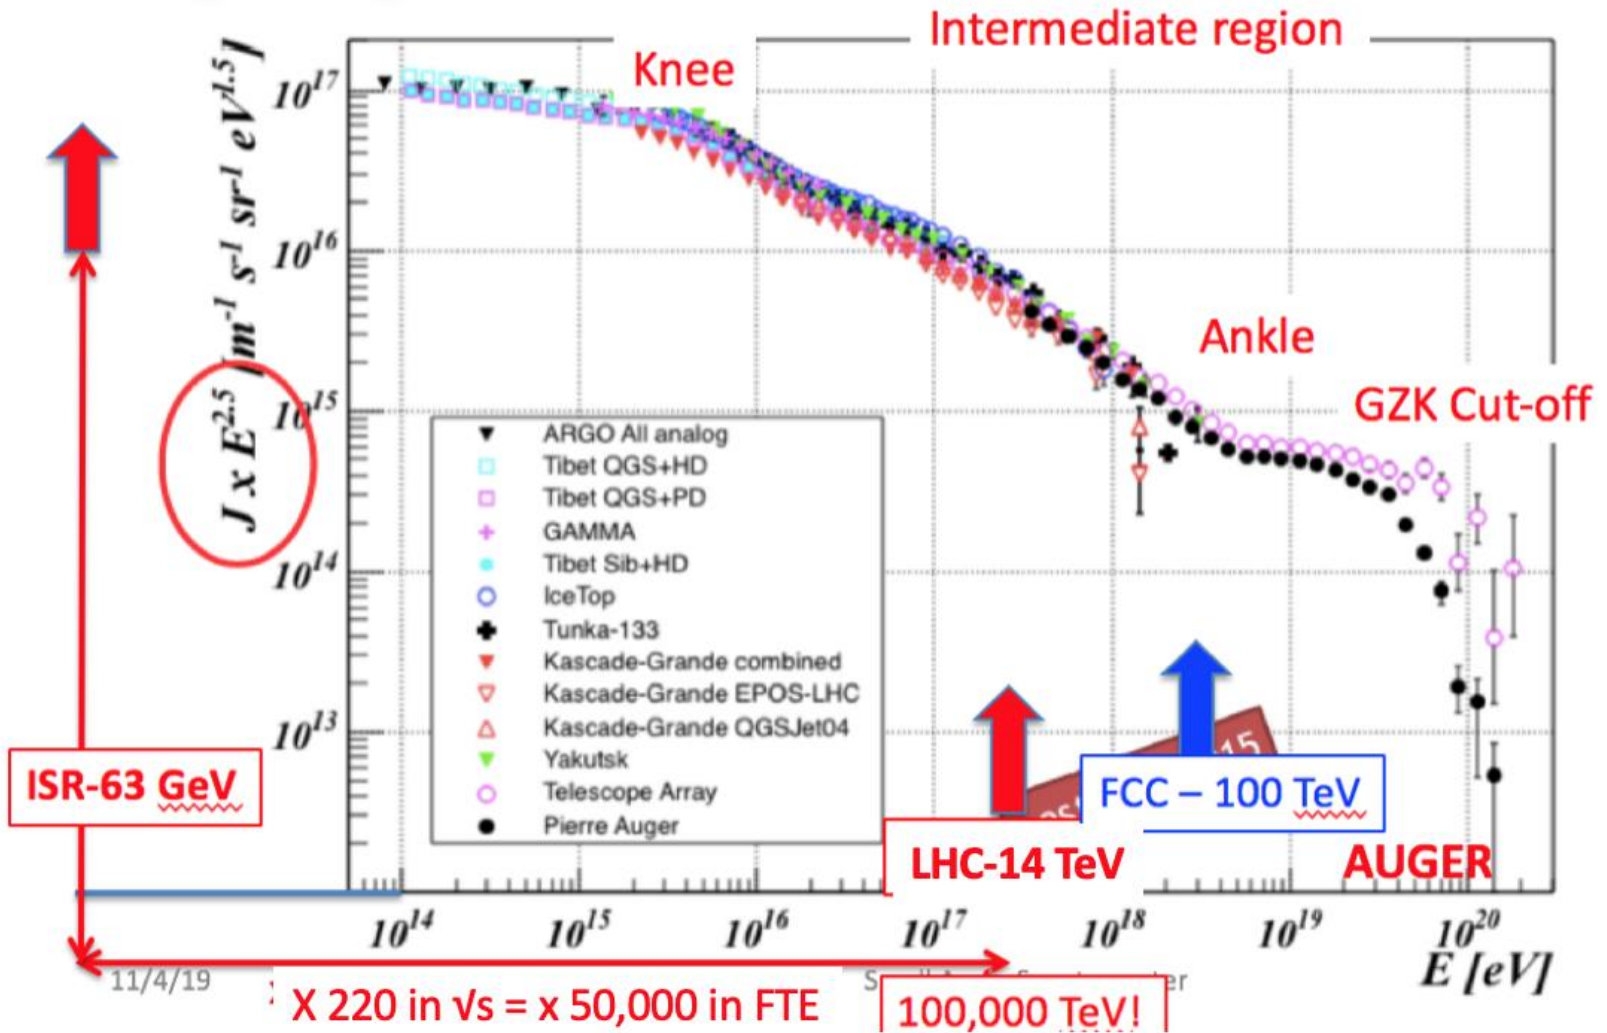 Intermediate region
Knee
Ankle
GZK Cut-off
J x E^2.5 [m^-1 s^-1 sr^-1 eV^1.5]
10^17
10^16
10^15
10^14
10^13
ARGO All analog
Tibet QGS+HD
Tibet QGS+PD
GAMMA
Tibet Sib+HD
IceTop
Tunka-133
Kascade-Grande combined
Kascade-Grande EPOS-LHC
Kascade-Grande QGSJet04
Yakutsk
Telescope Array
Pierre Auger
ISR-63 GeV
15
FCC – 100 TeV
LHC-14 TeV
AUGER
10^14 10^15 10^16 10^17 10^18 10^19 10^20
E [eV]
11/4/19
X 220 in √s = x 50,000 in FTE
100,000 TeV!